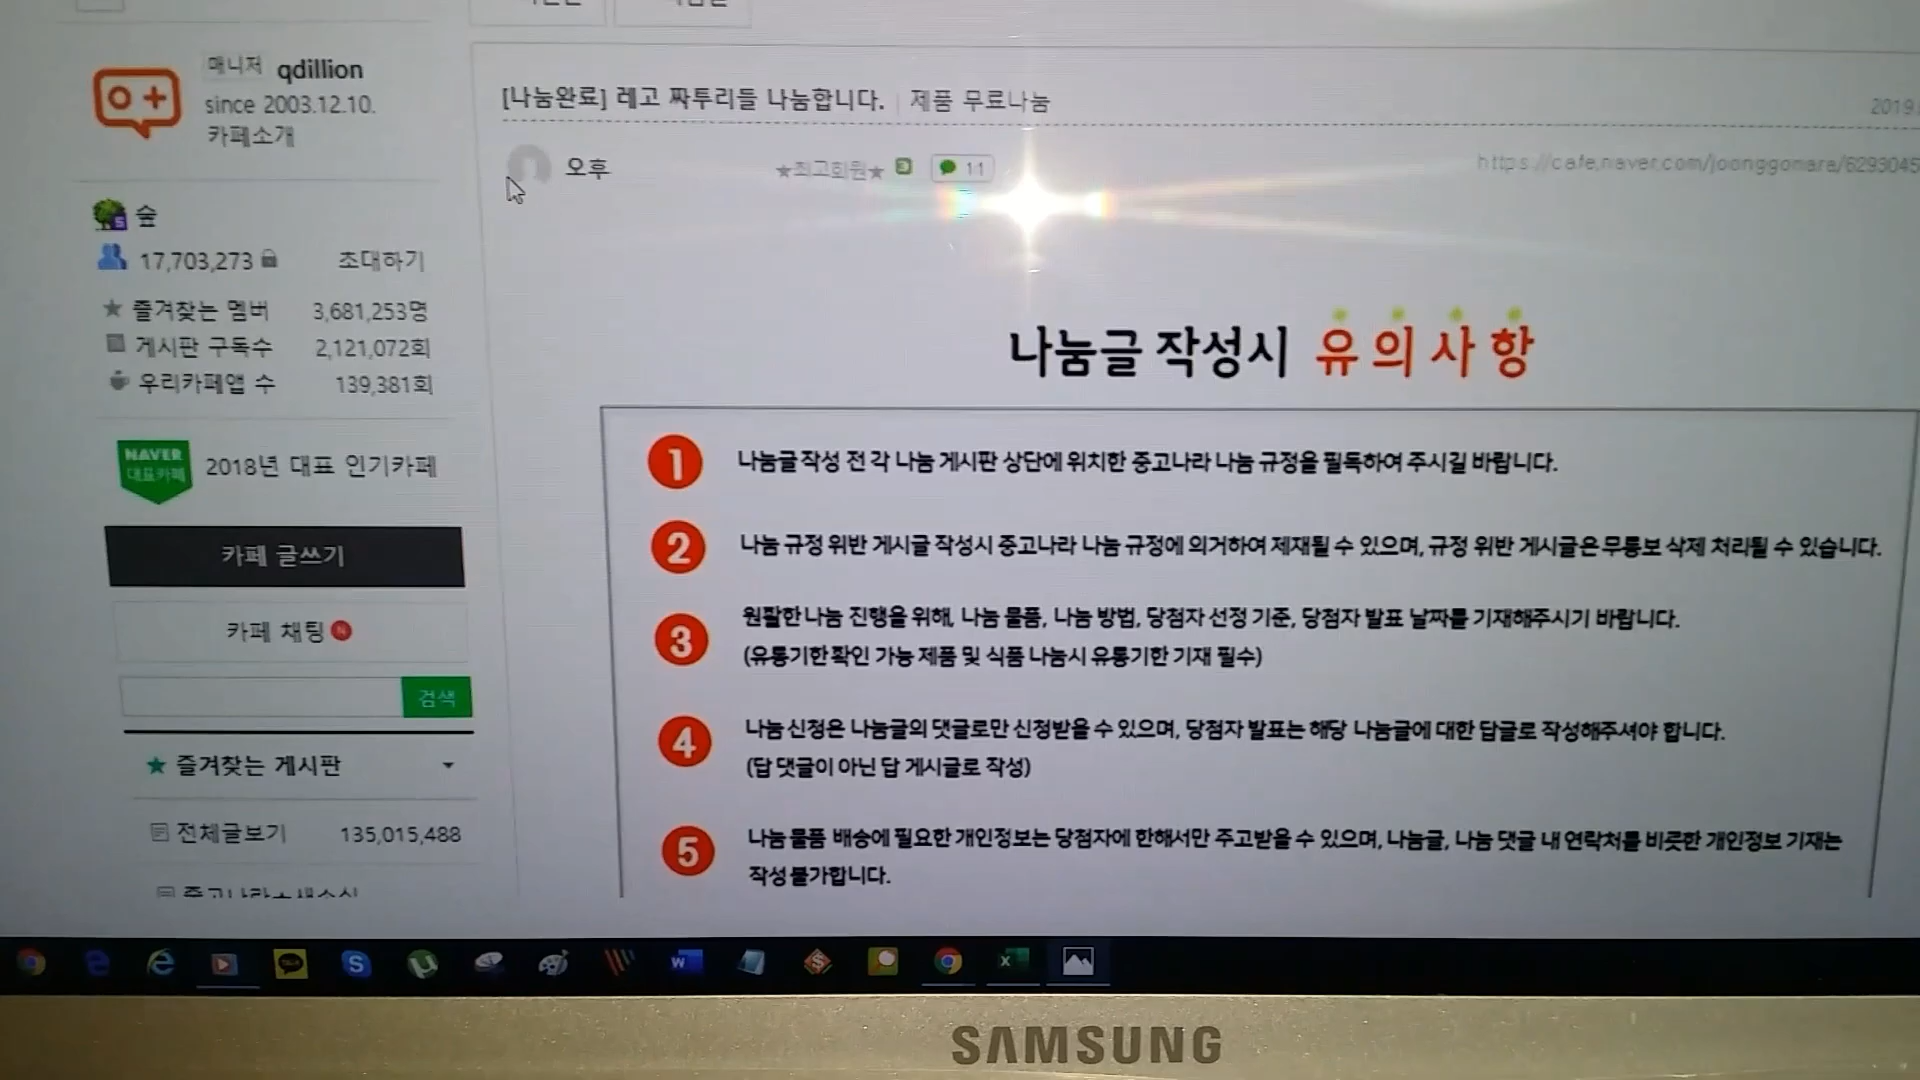 매니저 qdillion
since 2003.12.10.
카페소개
숲
17,703,273 초대하기
즐겨찾는 멤버 3,681,253명
게시판 구독수 2,121,072회
우리카페앱 수 139,381회
NAVER
대표카페
2018년 대표 인기카페
카페 글쓰기
카페 채팅 N
검색
즐겨찾는 게시판
전체글보기 135,015,488
[나눔완료] 레고 짜투리들 나눔합니다. | 제품 무료나눔
2019.
오후 ★최고회원★ 11
https://cafe.naver.com/joonggonara/6293045
나눔글 작성시 유의사항
1 나눔글 작성 전 각 나눔 게시판 상단에 위치한 중고나라 나눔 규정을 필독하여 주시길 바랍니다.
2 나눔 규정 위반 게시글 작성시 중고나라 나눔 규정에 의거하여 제재될 수 있으며, 규정 위반 게시글은 무통보 삭제 처리될 수 있습니다.
3 원활한 나눔 진행을 위해, 나눔 물품, 나눔 방법, 당첨자 선정 기준, 당첨자 발표 날짜를 기재해주시기 바랍니다.
(유통기한 확인 가능 제품 및 식품 나눔시 유통기한 기재 필수)
4 나눔 신청은 나눔글의 댓글로만 신청받을 수 있으며, 당첨자 발표는 해당 나눔글에 대한 답글로 작성해주셔야 합니다.
(답 댓글이 아닌 답 게시글로 작성)
5 나눔 물품 배송에 필요한 개인정보는 당첨자에 한해서만 주고받을 수 있으며, 나눔글, 나눔 댓글 내 연락처를 비롯한 개인정보 기재는
작성 불가합니다.
TALK
SAMSUNG